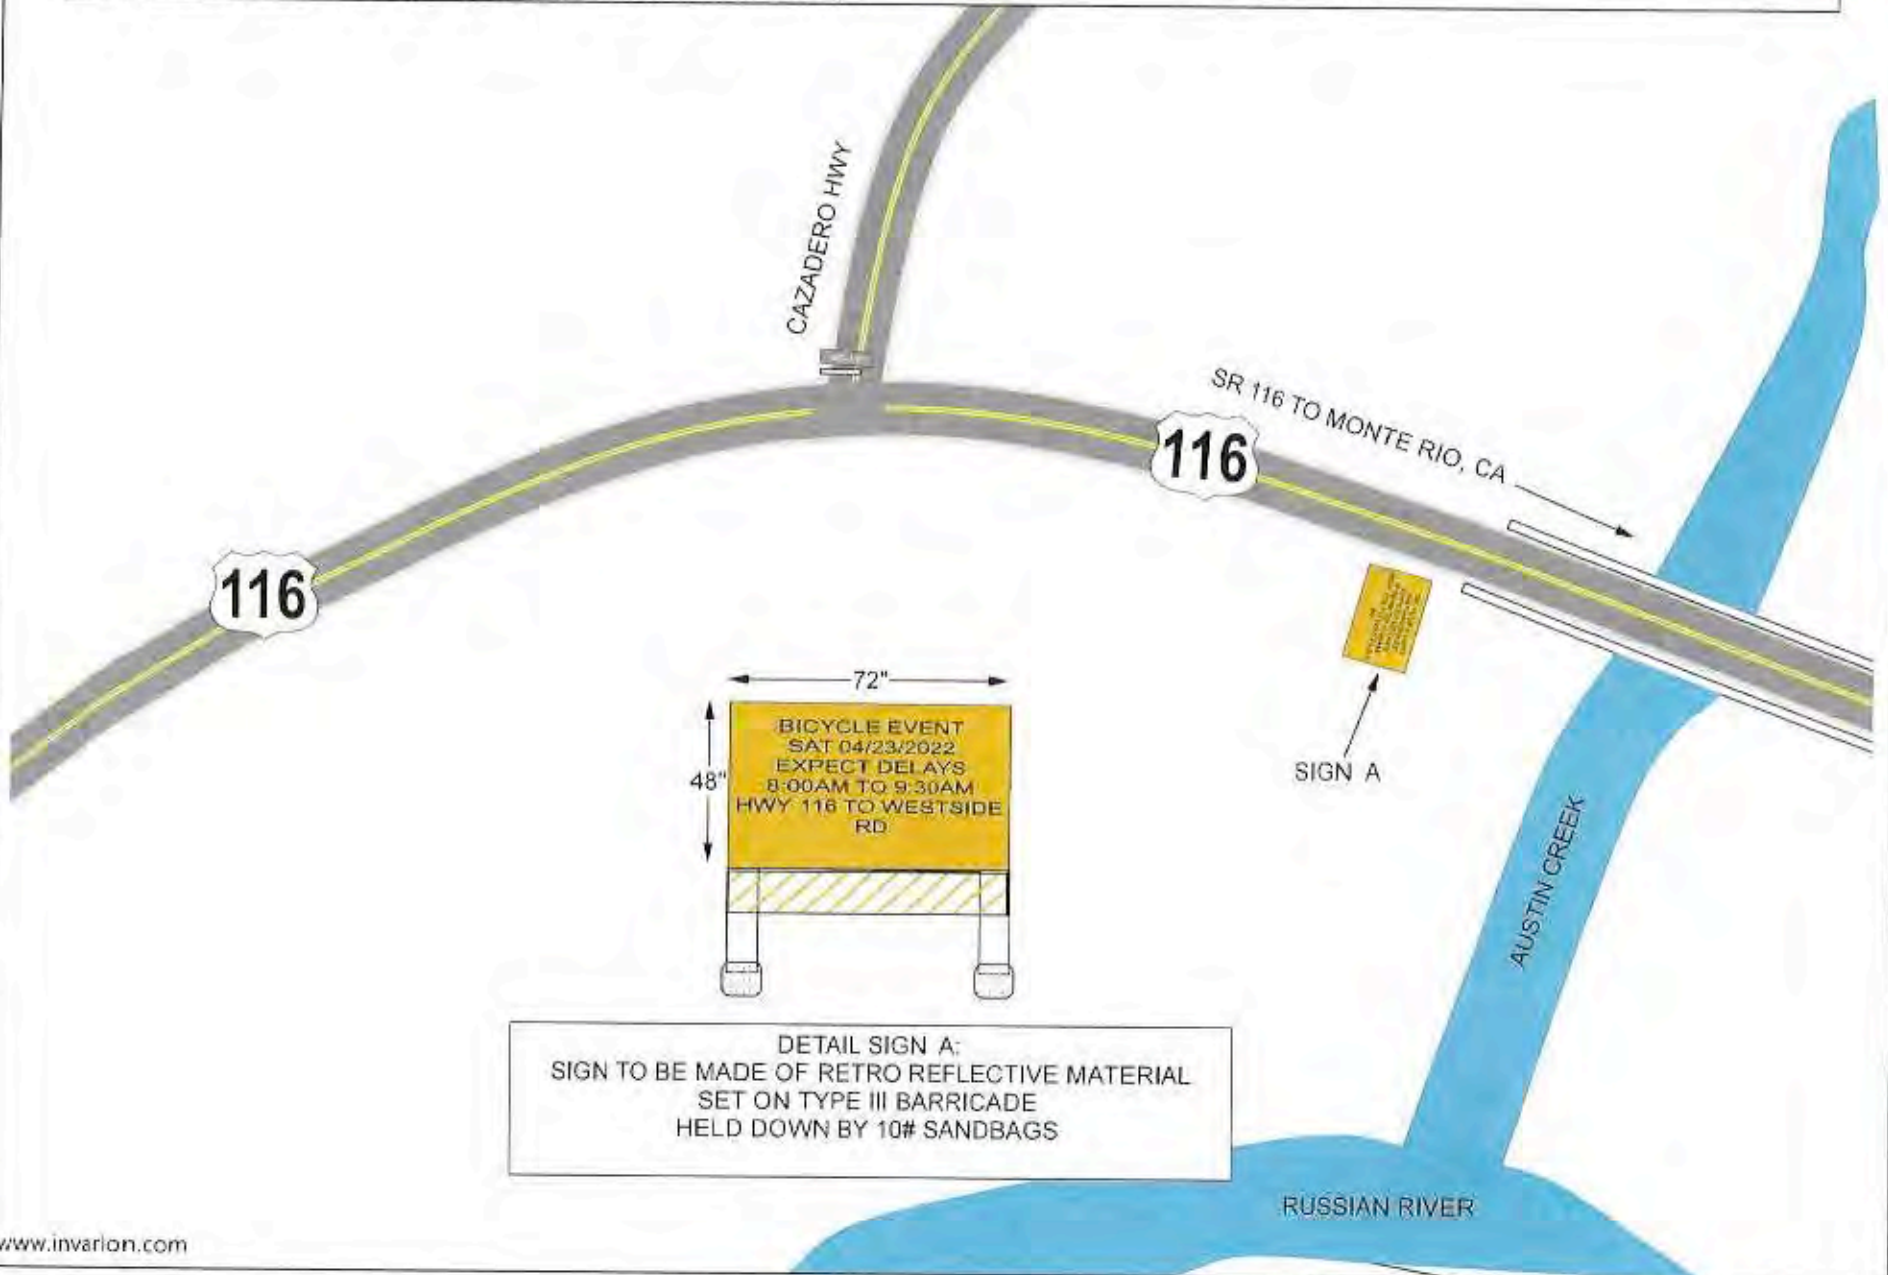 CAZADERO HWY
SR 116 TO MONTE RIO, CA
116
116
72"
48"
BICYCLE EVENT
SAT 04/23/2022
EXPECT DELAYS
8:00AM TO 9:30AM
HWY 116 TO WESTSIDE
RD
SIGN A
AUSTIN CREEK
DETAIL SIGN A:
SIGN TO BE MADE OF RETRO REFLECTIVE MATERIAL
SET ON TYPE III BARRICADE
HELD DOWN BY 10# SANDBAGS
RUSSIAN RIVER
www.invarion.com